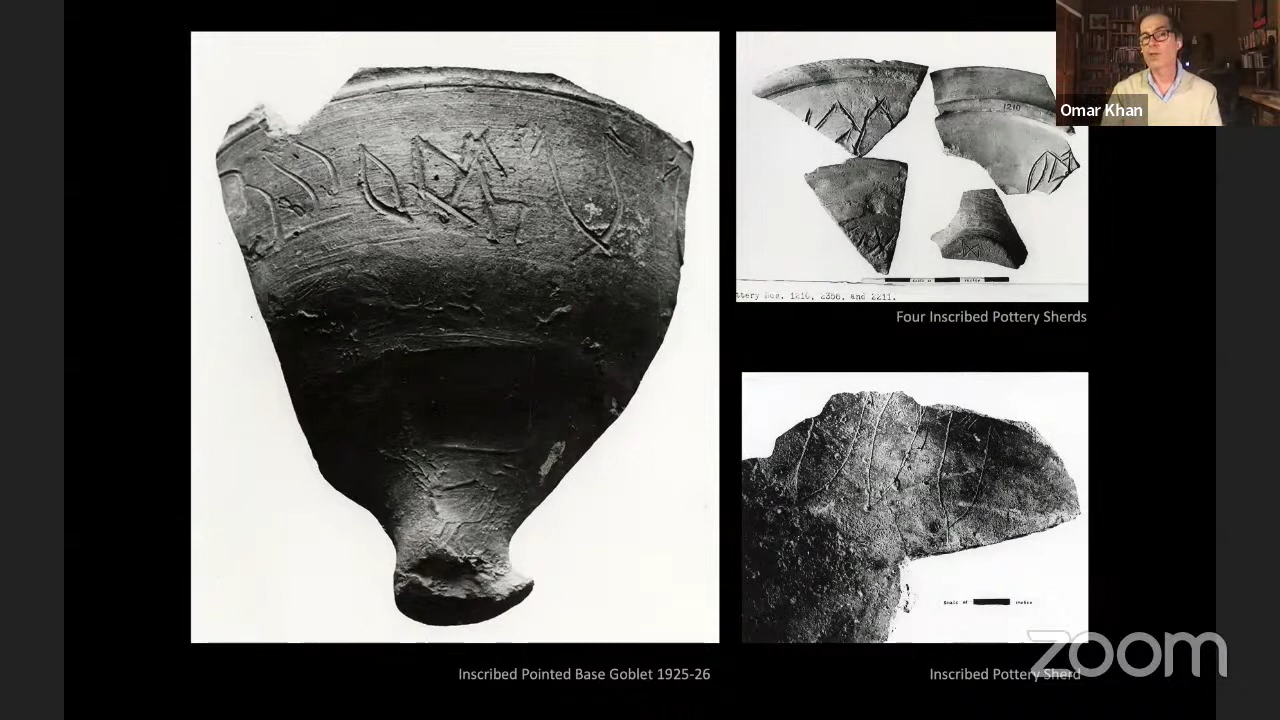 Omar Khan
1210
ttery Nos. 1210, 2356, and 2211.
Four Inscribed Pottery Sherds
Scale of inches
Inscribed Pointed Base Goblet 1925-26
Inscribed Pottery Sherd
zoom